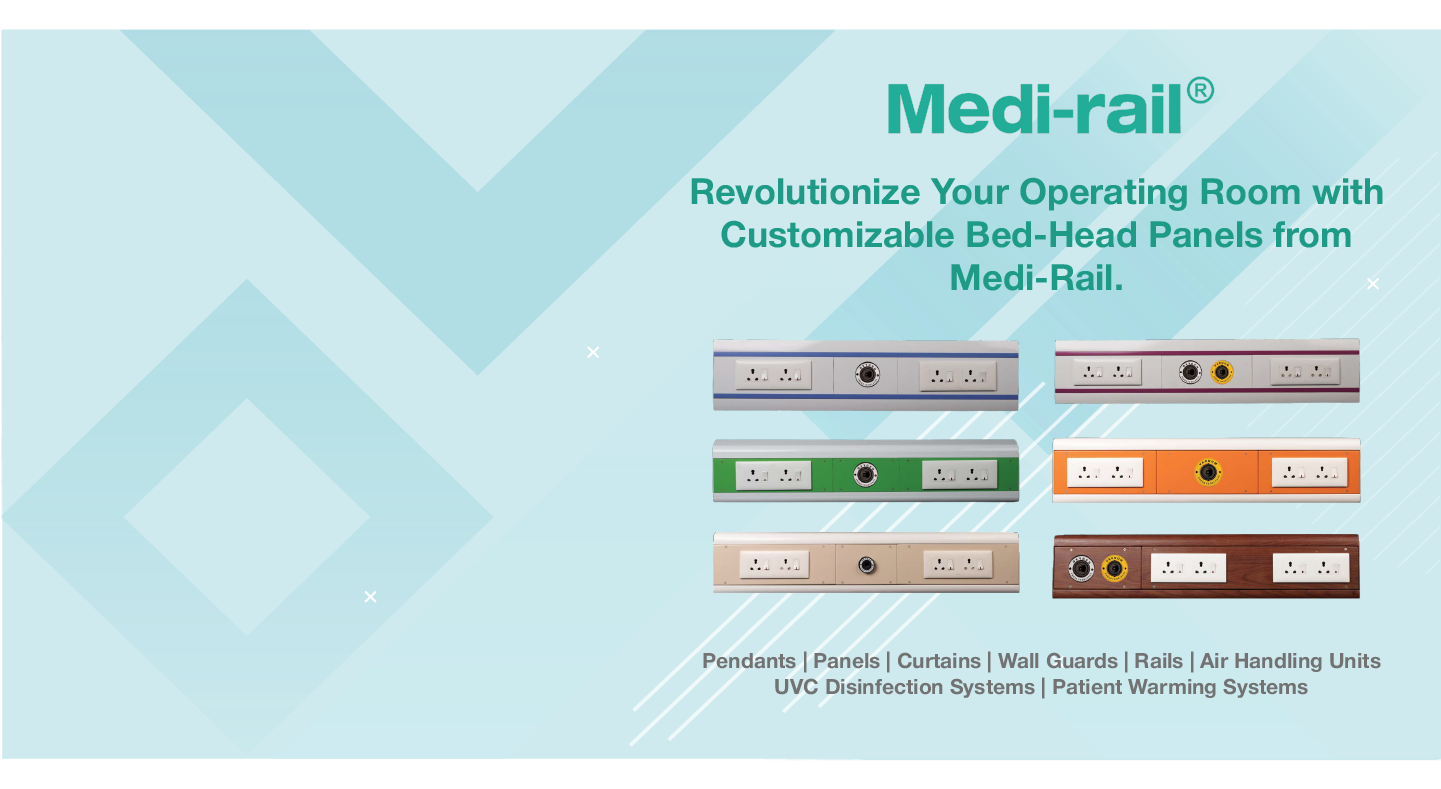 Medi-rail®
Revolutionize Your Operating Room with
Customizable Bed-Head Panels from
Medi-Rail.
Pendants | Panels | Curtains | Wall Guards | Rails | Air Handling Units
UVC Disinfection Systems | Patient Warming Systems